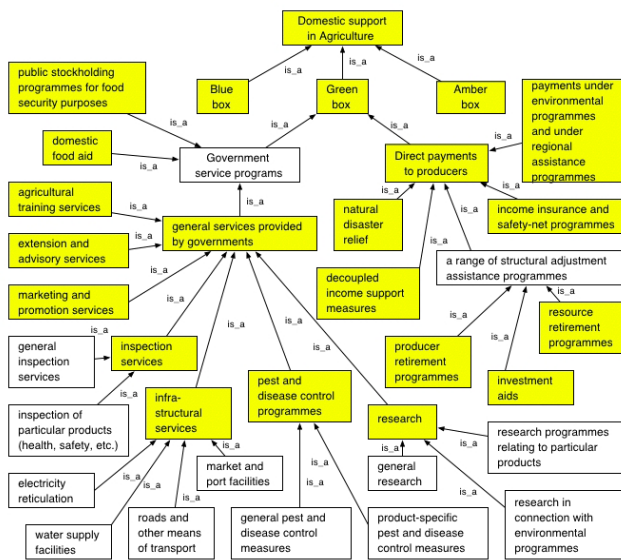 Domestic support
in Agriculture
is_a
is_a
is_a
public stockholding
programmes for food
security purposes
Blue
box
Green
box
Amber
box
payments under
environmental
programmes
and under
regional
assistance
programmes
is_a
is_a
is_a
is_a
domestic
food aid
is_a
Government
service programs
Direct payments
to producers
agricultural
training services
is_a
is_a
is_a
is_a
is_a
is_a
natural
disaster
relief
income insurance and
safety-net programmes
general services provided
by governments
extension and
advisory services
is_a
a range of structural adjustment
assistance programmes
is_a
decoupled
income support
measures
marketing and
promotion services
is_a
is_a
is_a
is_a
is_a
is_a
resource
retirement programmes
is_a
general
inspection
services
inspection
services
is_a
is_a
producer
retirement
programmes
investment
aids
is_a
inspection of
particular products
(health, safety, etc.)
infra-
structural
services
pest and
disease control
programmes
research
is_a
research programmes
relating to particular
products
is_a
is_a
electricity
reticulation
market and
port facilities
general
research
is_a
is_a
is_a
is_a
is_a
water supply
facilities
roads and
other means
of transport
general pest and
disease control
measures
product-specific
pest and disease
control measures
research in
connection with
environmental
programmes